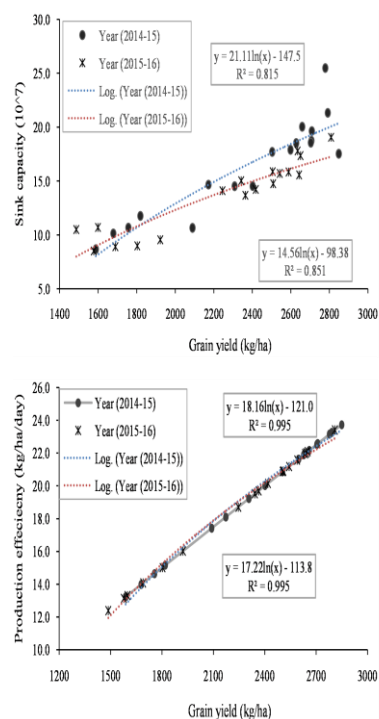 30.0
25.0
20.0
15.0
10.0
5.0
Sink capacity (10^7)
Year (2014-15)
Year (2015-16)
Log. (Year (2014-15))
Log. (Year (2015-16))
y = 21.11ln(x) - 147.5
R² = 0.815
y = 14.56ln(x) - 98.38
R² = 0.851
1400 1600 1800 2000 2200 2400 2600 2800 3000
Grain yield (kg/ha)
26.0
24.0
22.0
20.0
18.0
16.0
14.0
12.0
10.0
Production effeciecny (kg/ha/day)
Year (2014-15)
Year (2015-16)
Log. (Year (2014-15))
Log. (Year (2015-16))
y = 18.16ln(x) - 121.0
R² = 0.995
y = 17.22ln(x) - 113.8
R² = 0.995
1200 1500 1800 2100 2400 2700 3000
Grain yield (kg/ha)